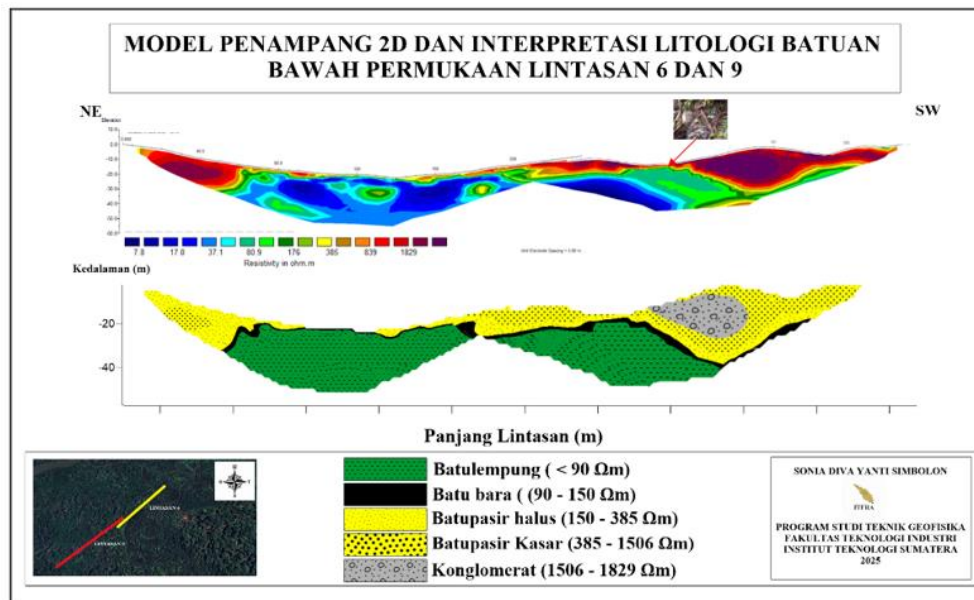 MODEL PENAMPANG 2D DAN INTERPRETASI LITOLOGI BATUAN
BAWAH PERMUKAAN LINTASAN 6 DAN 9
NE
SW
7.8 17.8 37.1 80.9 176 385 839 1829
Resistivity in ohm.m
Kedalaman (m)
-20
-40
Panjang Lintasan (m)
LINTASAN 6
Batulempung ( < 90 Ωm)
Batu bara ( (90 - 150 Ωm)
Batupasir halus (150 - 385 Ωm)
Batupasir Kasar (385 - 1506 Ωm)
Konglomerat (1506 - 1829 Ωm)
SONIA DIVA YANTI SIMBOLON
ITERA
PROGRAM STUDI TEKNIK GEOFISIKA
FAKULTAS TEKNOLOGI INDUSTRI
INSTITUT TEKNOLOGI SUMATERA
2025